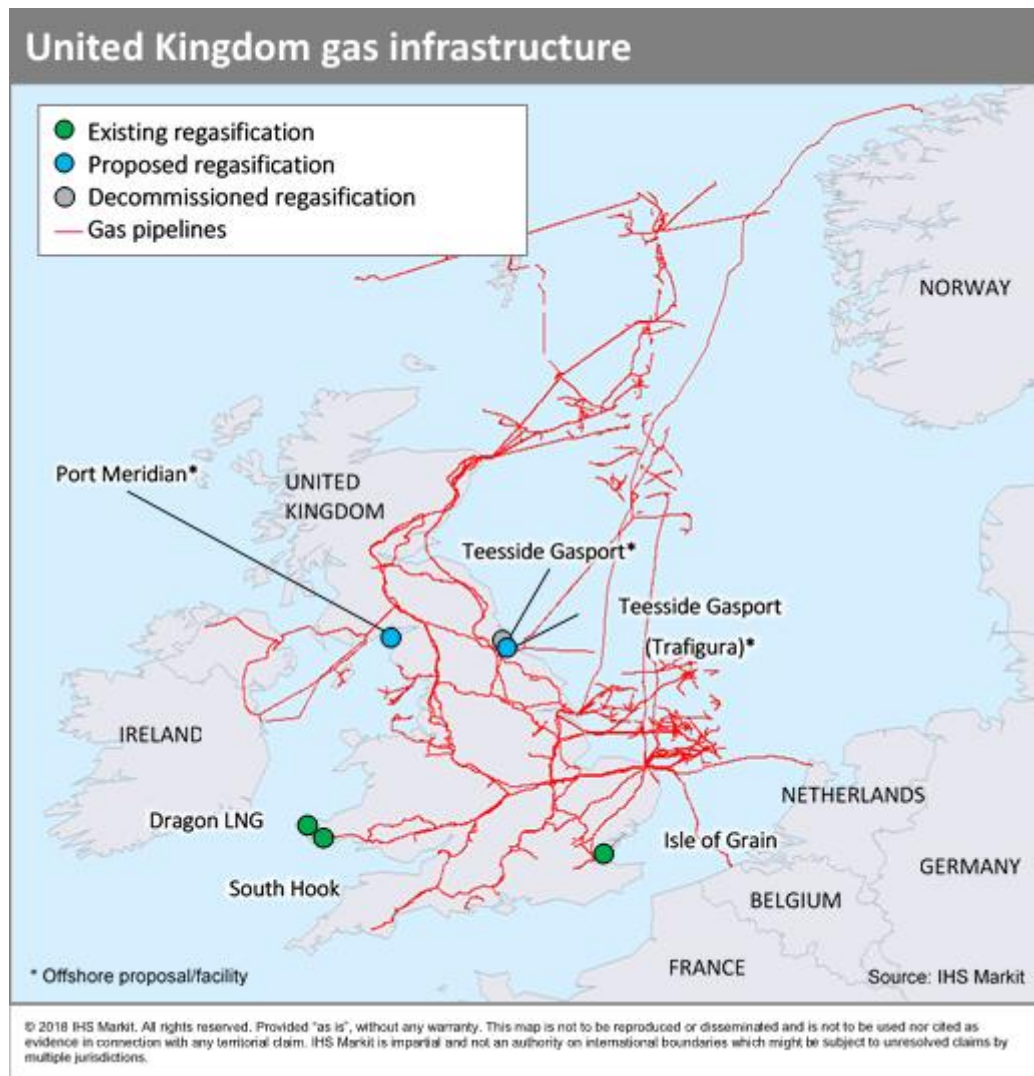 United Kingdom gas infrastructure
Existing regasification
Proposed regasification
Decommissioned regasification
Gas pipelines
NORWAY
Port Meridian*
UNITED
KINGDOM
Teesside Gasport*
Teesside Gasport
(Trafigura)*
IRELAND
NETHERLANDS
Dragon LNG
Isle of Grain
GERMANY
South Hook
BELGIUM
FRANCE
* Offshore proposal/facility
Source: IHS Markit
© 2018 IHS Markit. All rights reserved. Provided "as is", without any warranty. This map is not to be reproduced or disseminated and is not to be used nor cited as
evidence in connection with any territorial claim. IHS Markit is impartial and not an authority on international boundaries which might be subject to unresolved claims by
multiple jurisdictions.